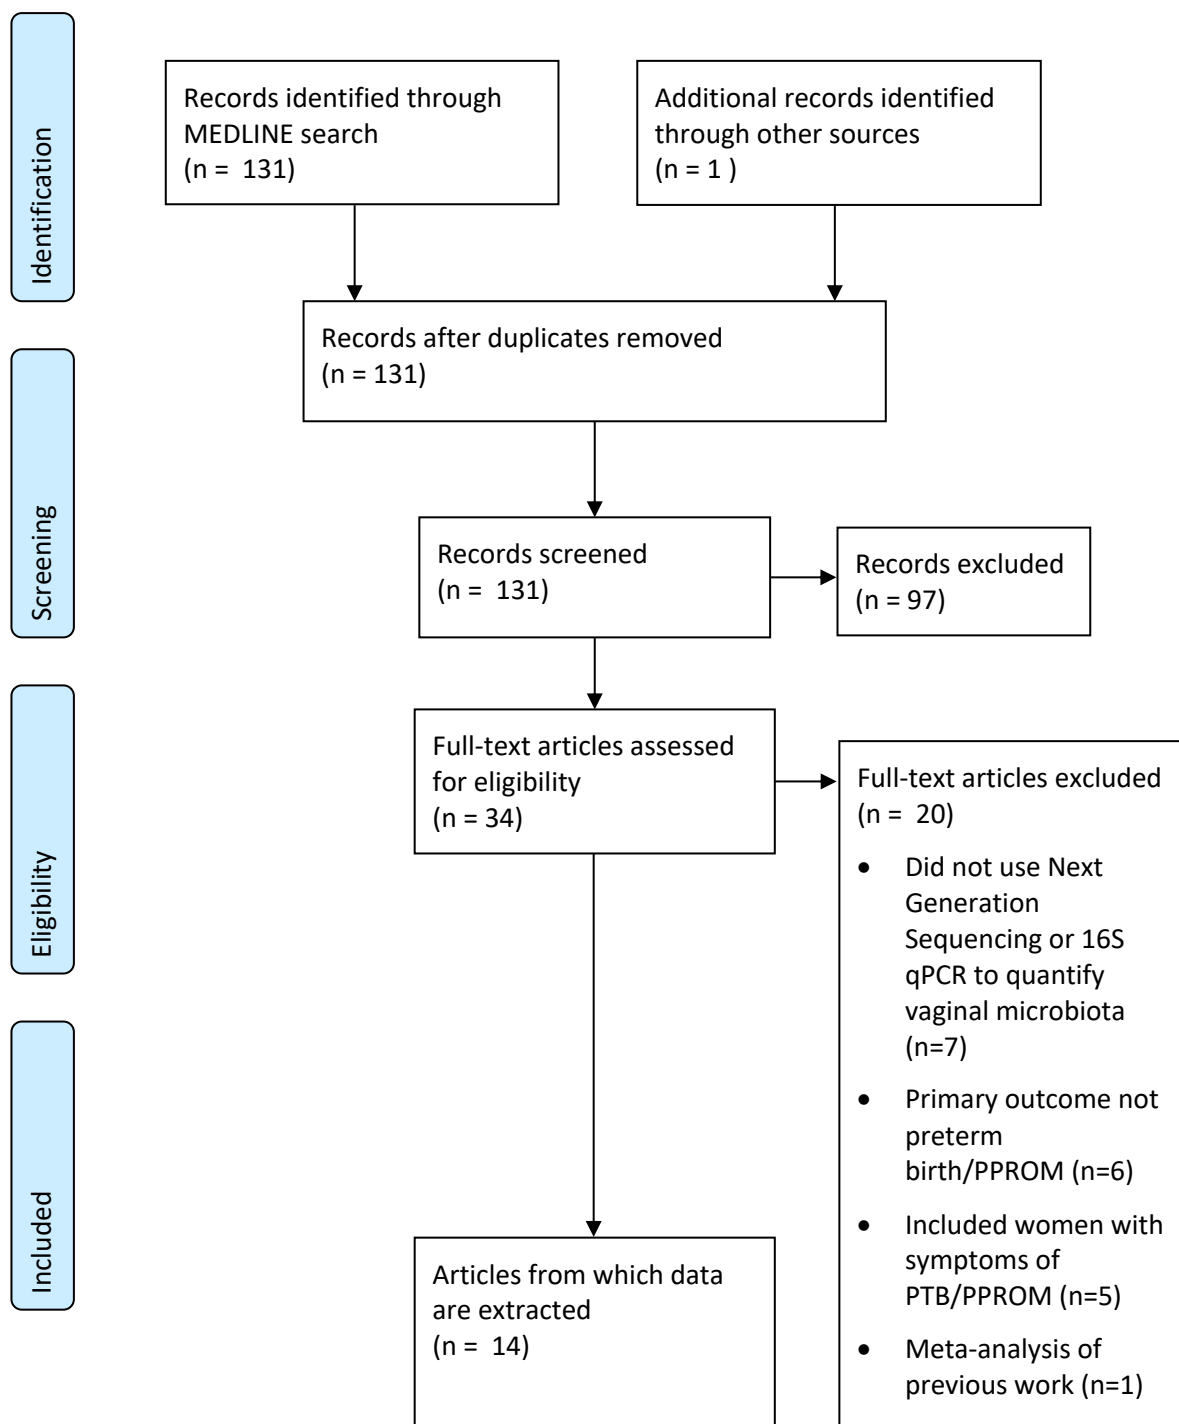 Identification
Records identified through
MEDLINE search
(n =  131)
Additional records identified
through other sources
(n = 1 )
Records after duplicates removed
(n = 131)
Screening
Records screened
(n =  131)
Records excluded
(n = 97)
Eligibility
Full-text articles assessed
for eligibility
(n = 34)
Full-text articles excluded
(n =  20)
• Did not use Next
Generation
Sequencing or 16S
qPCR to quantify
vaginal microbiota
(n=7)
• Primary outcome not
preterm
birth/PPROM (n=6)
• Included women with
symptoms of
PTB/PPROM (n=5)
• Meta-analysis of
previous work (n=1)
Included
Articles from which data
are extracted
(n =  14)